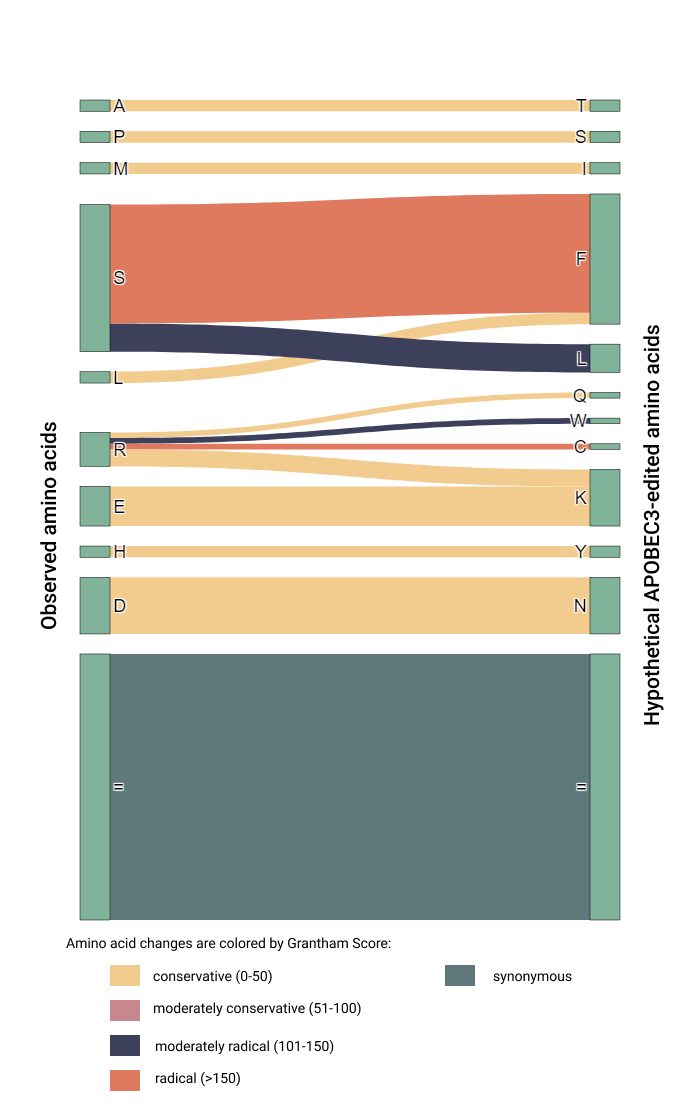 A T
P S
M I
S F
L L
Q
W
R C
K
E
H Y
D N
= =
Observed amino acids
Hypothetical APOBEC3-edited amino acids
Amino acid changes are colored by Grantham Score:
conservative (0-50) synonymous
moderately conservative (51-100)
moderately radical (101-150)
radical (>150)